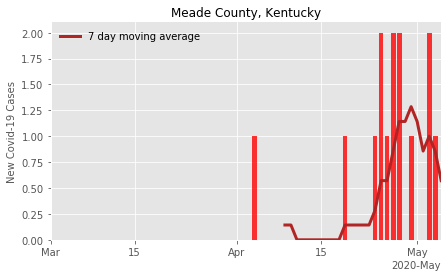 Meade County, Kentucky
7 day moving average
New Covid-19 Cases
2.00
1.75
1.50
1.25
1.00
0.75
0.50
0.25
0.00
Mar
15
Apr
15
May
2020-May